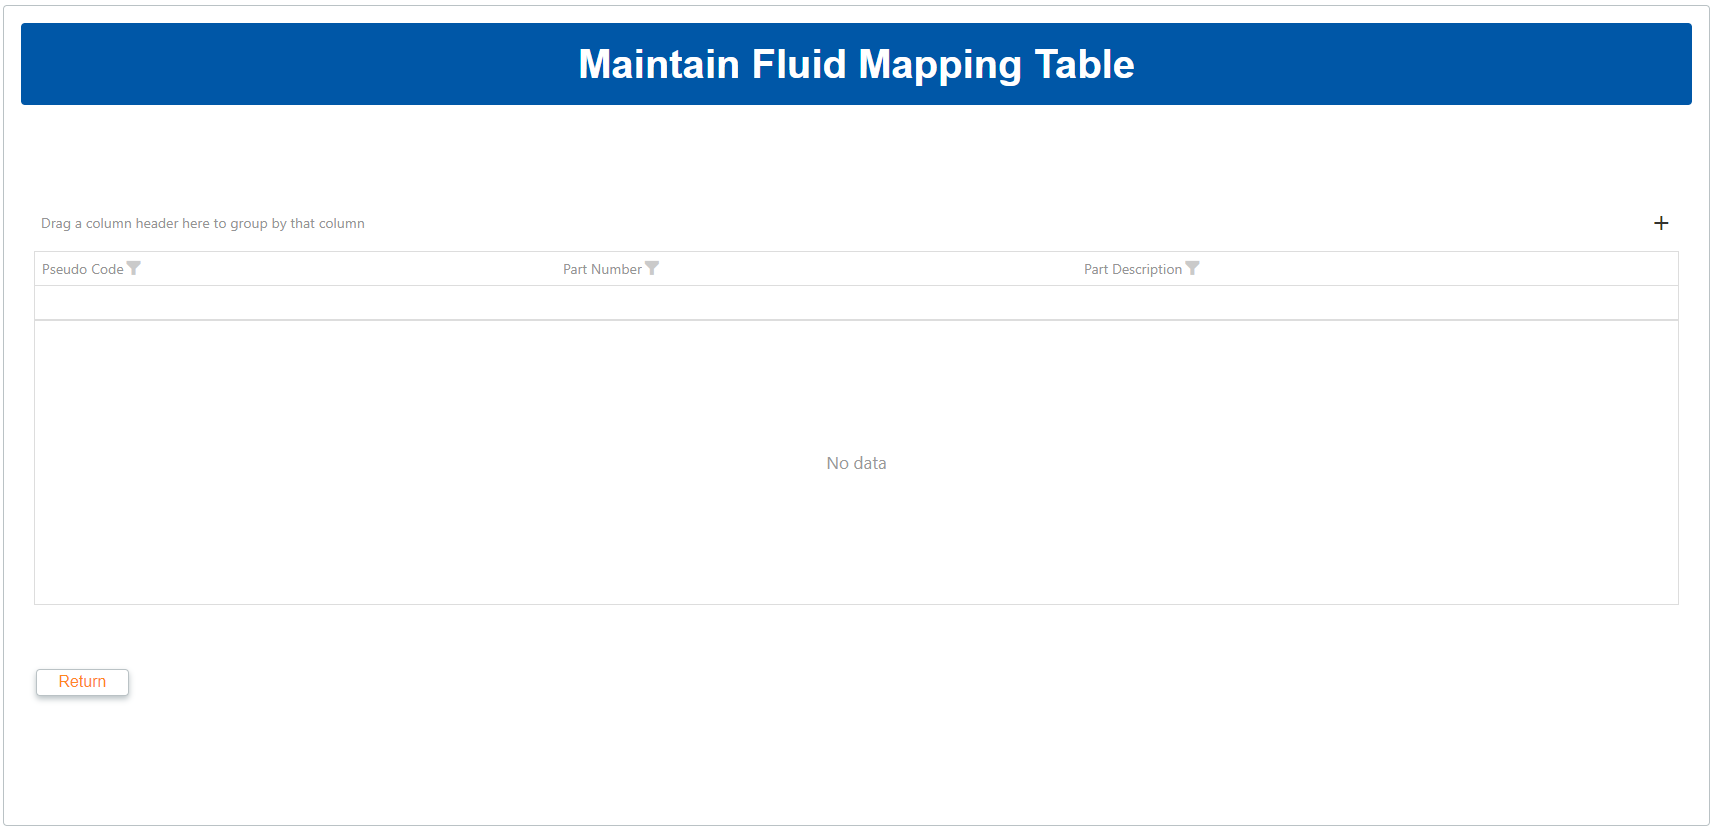 Maintain Fluid Mapping Table
Drag a column header here to group by that column
Pseudo Code Part Number Part Description
No data
Return